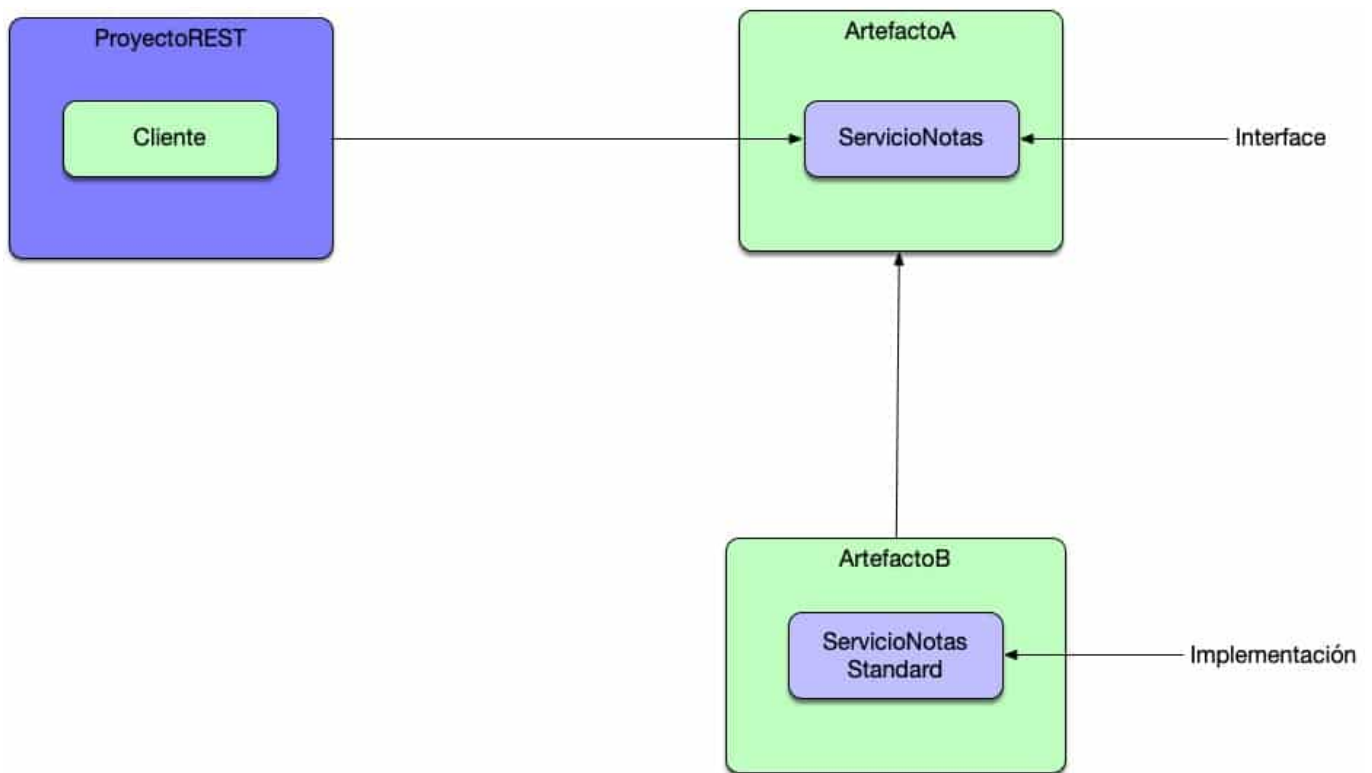 ProyectoREST
Cliente
ArtefactoA
ServicioNotas
Interface
ArtefactoB
ServicioNotas
Standard
Implementación